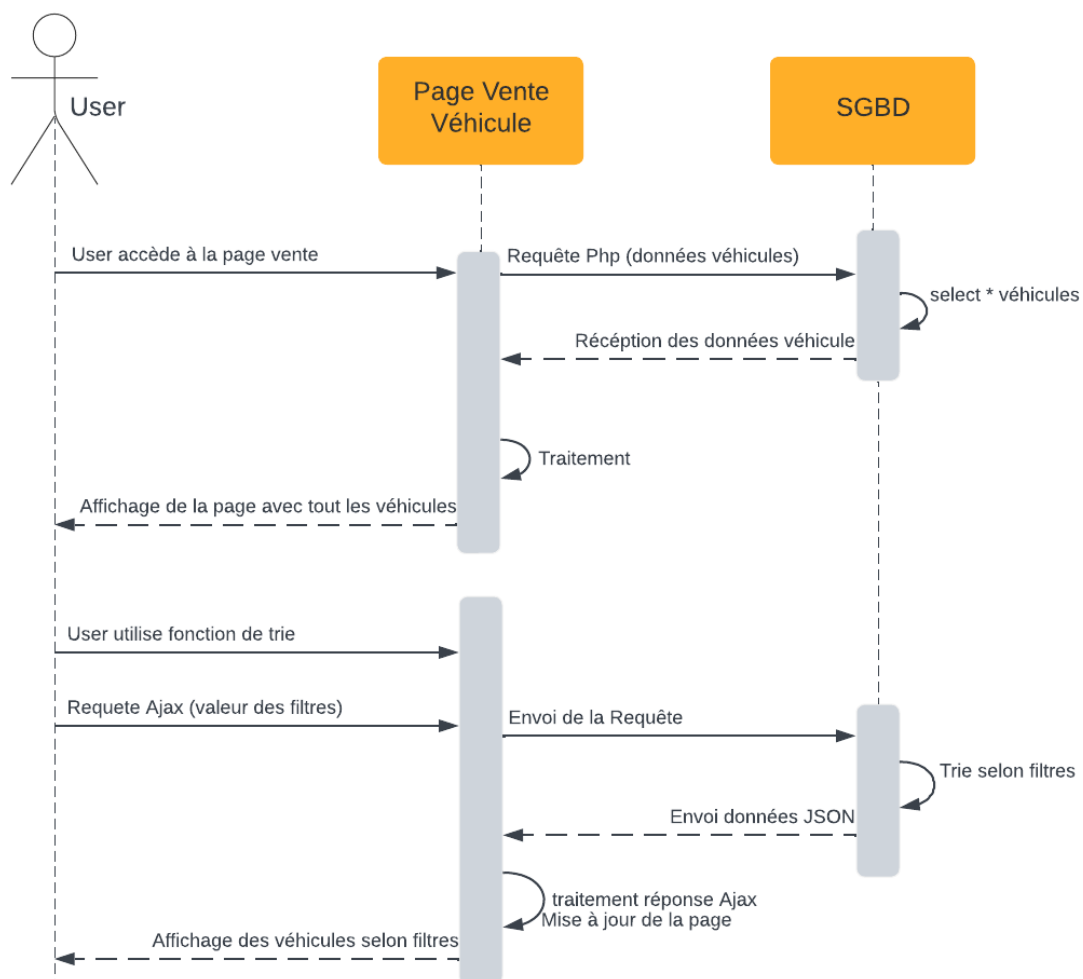 User
Page Vente
Véhicule
SGBD
User accède à la page vente
Requête Php (données véhicules)
select * véhicules
Récéption des données véhicule
Traitement
Affichage de la page avec tout les véhicules
User utilise fonction de trie
Requete Ajax (valeur des filtres)
Envoi de la Requête
Trie selon filtres
Envoi données JSON
traitement réponse Ajax
Mise à jour de la page
Affichage des véhicules selon filtres